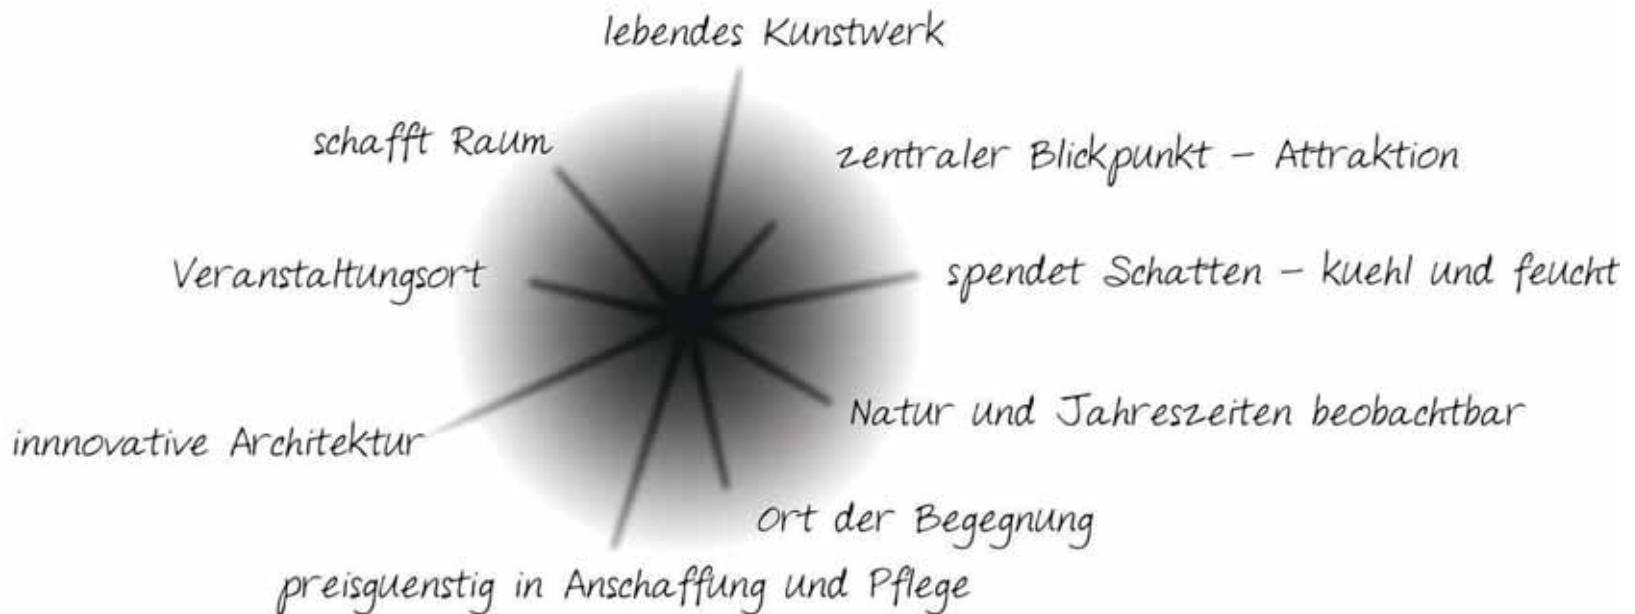 lebendes Kunstwerk
schafft Raum
zentraler Blickpunkt – Attraktion
Veranstaltungsort
spendet Schatten – kuehl und feucht
Natur und Jahreszeiten beobachtbar
innnovative Architektur
Ort der Begegnung
preisguenstig in Anschaffung und Pflege